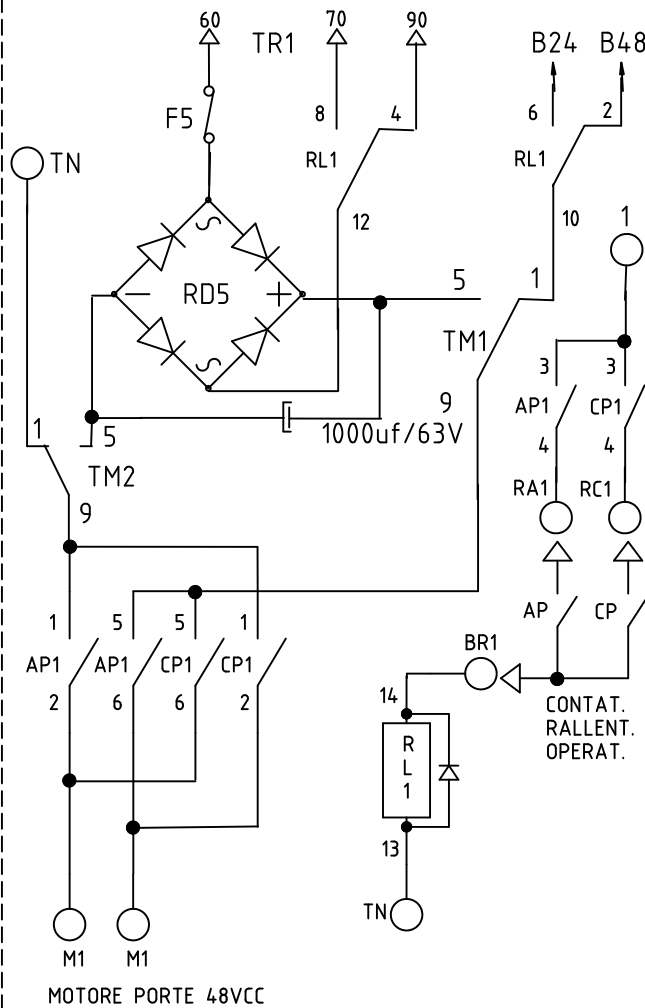 60
TR1
70
90
B24
B48
F5
8
4
6
2
TN
RL1
RL1
12
10
1
S
RD5
−
+
S
5
1
TM1
9
3
3
1000uf/63V
AP1
CP1
1
5
4
4
TM2
RA1
RC1
9
AP
CP
1
5
5
1
AP1
AP1
CP1
CP1
BR1
2
6
6
2
14
CONTAT.
RALLENT.
OPERAT.
R
L
1
13
TN
M1
M1
MOTORE PORTE 48VCC